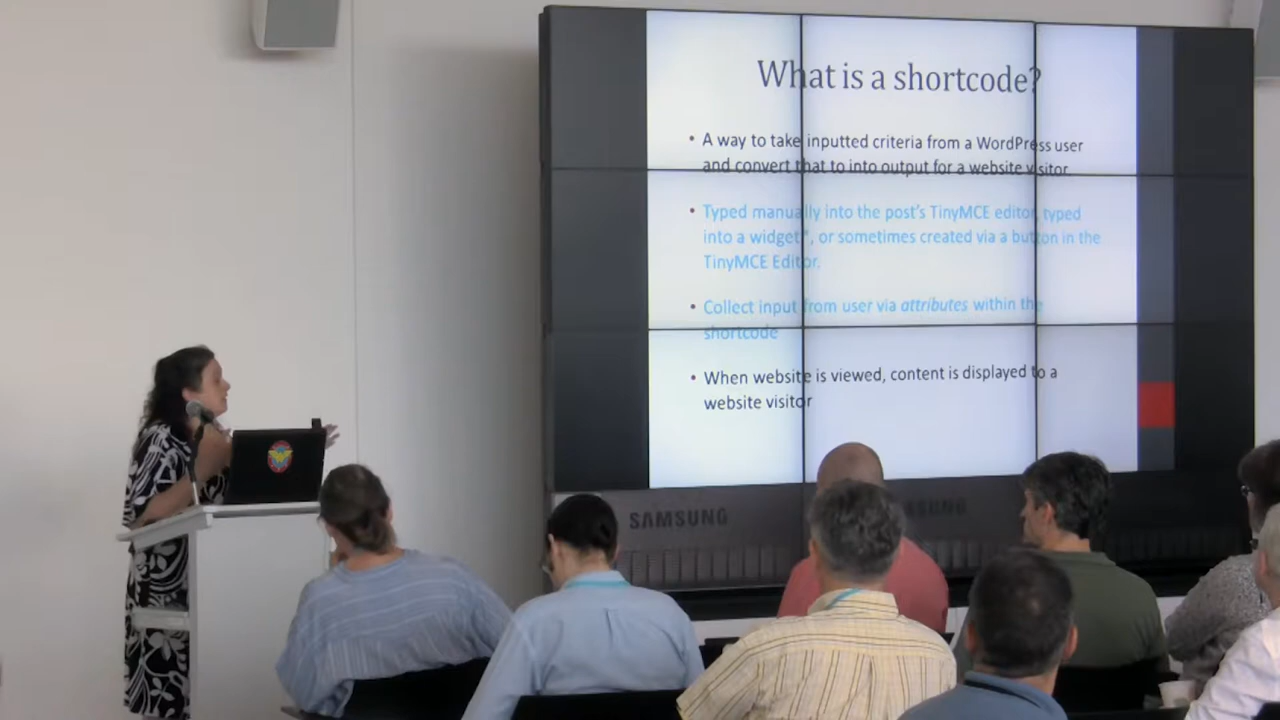 What is a shortcode?
• A way to take inputted criteria from a WordPress user
and convert that to into output for a website visitor
• Typed manually into the post's TinyMCE editor, typed
into a widget*, or sometimes created via a button in the
TinyMCE Editor.
• Collect input from user via attributes within the
shortcode
• When website is viewed, content is displayed to a
website visitor
SAMSUNG
SAMSUNG